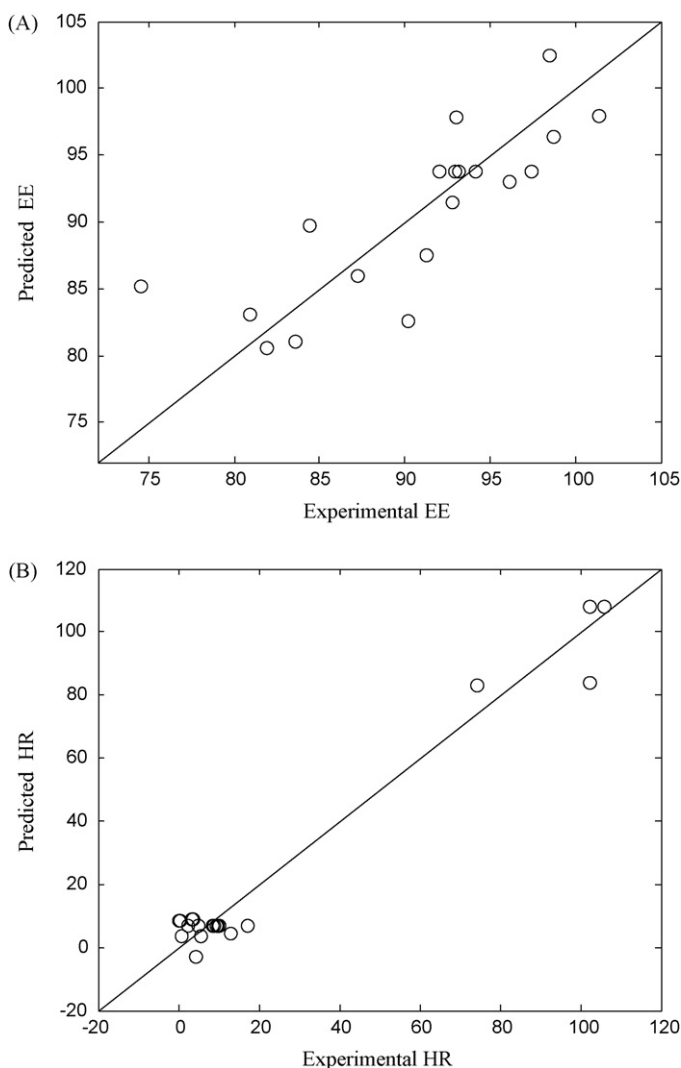 (A)
105
100
95
90
85
80
75
Predicted EE
75 80 85 90 95 100 105
Experimental EE
(B)
120
100
80
60
40
20
0
-20
Predicted HR
-20 0 20 40 60 80 100 120
Experimental HR